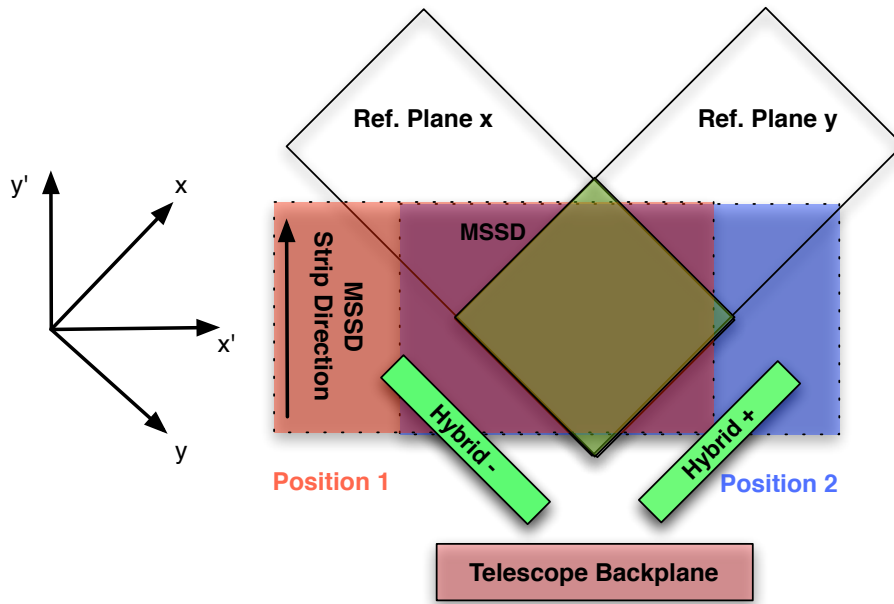 Ref. Plane x
Ref. Plane y
y'
x
MSSD
MSSD
Strip Direction
x'
y
Hybrid -
Hybrid +
Position 1
Position 2
Telescope Backplane